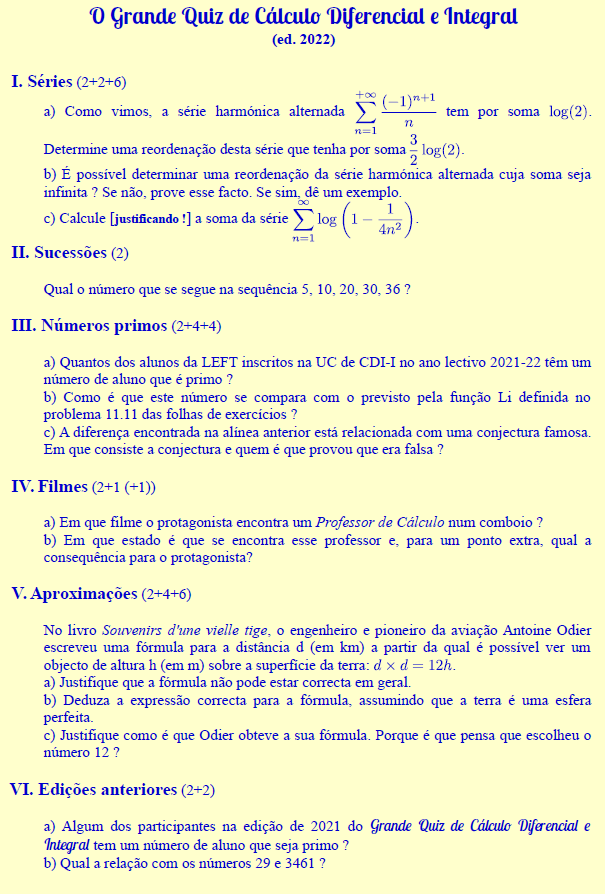 O Grande Quiz de Cálculo Diferencial e Integral
(ed. 2022)
I. Séries (2+2+6)
a) Como vimos, a série harmónica alternada $\sum_{n=1}^{+\infty} \frac{(-1)^{n+1}}{n}$ tem por soma log(2).
Determine uma reordenação desta série que tenha por soma $\frac{3}{2}$ log(2).
b) É possível determinar uma reordenação da série harmónica alternada cuja soma seja
infinita ? Se não, prove esse facto. Se sim, dê um exemplo.
c) Calcule [justificando !] a soma da série $\sum_{n=1}^{\infty} \log\left(1 - \frac{1}{4n^2}\right)$.
II. Sucessões (2)
Qual o número que se segue na sequência 5, 10, 20, 30, 36 ?
III. Números primos (2+4+4)
a) Quantos dos alunos da LEFT inscritos na UC de CDI-I no ano lectivo 2021-22 têm um
número de aluno que é primo ?
b) Como é que este número se compara com o previsto pela função Li definida no
problema 11.11 das folhas de exercícios ?
c) A diferença encontrada na alínea anterior está relacionada com uma conjectura famosa.
Em que consiste a conjectura e quem é que provou que era falsa ?
IV. Filmes (2+1 (+1))
a) Em que filme o protagonista encontra um Professor de Cálculo num comboio ?
b) Em que estado é que se encontra esse professor e, para um ponto extra, qual a
consequência para o protagonista?
V. Aproximações (2+4+6)
No livro Souvenirs d'une vielle tige, o engenheiro e pioneiro da aviação Antoine Odier
escreveu uma fórmula para a distância d (em km) a partir da qual é possível ver um
objecto de altura h (em m) sobre a superfície da terra: d × d = 12h.
a) Justifique que a fórmula não pode estar correcta em geral.
b) Deduza a expressão correcta para a fórmula, assumindo que a terra é uma esfera
perfeita.
c) Justifique como é que Odier obteve a sua fórmula. Porque é que pensa que escolheu o
número 12 ?
VI. Edições anteriores (2+2)
a) Algum dos participantes na edição de 2021 do Grande Quiz de Cálculo Diferencial e
Integral tem um número de aluno que seja primo ?
b) Qual a relação com os números 29 e 3461 ?